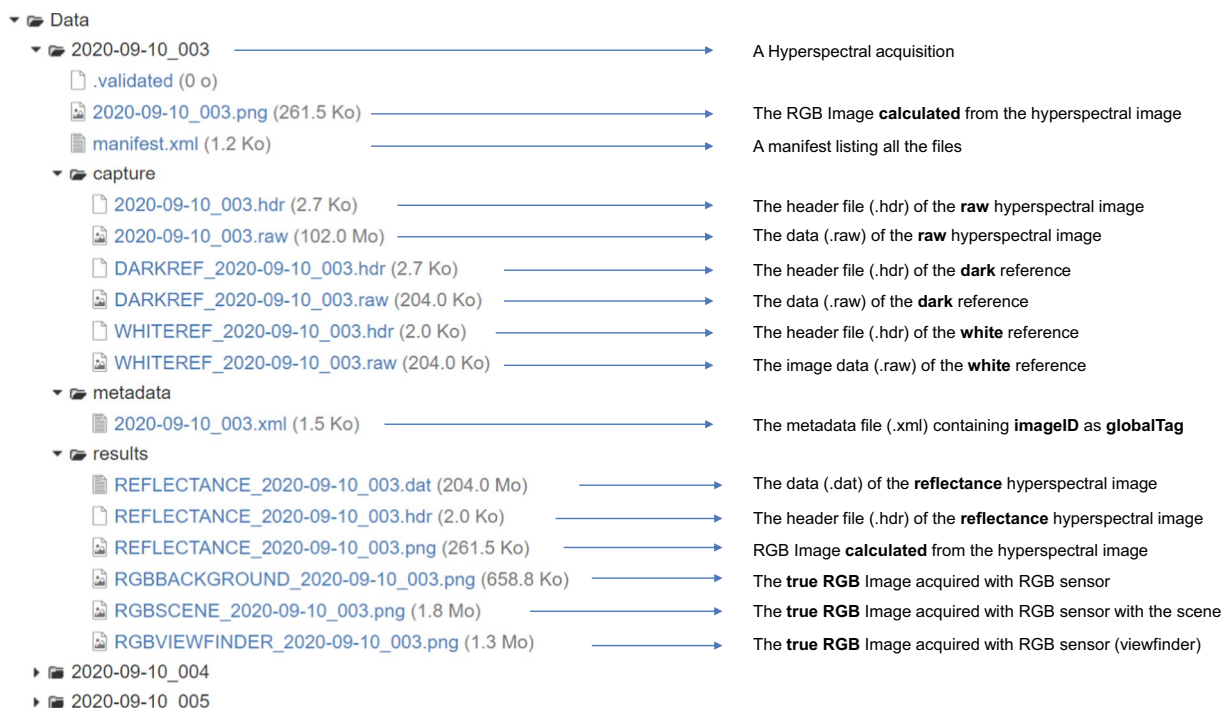 Data
2020-09-10_003 A Hyperspectral acquisition
.validated (0 o)
2020-09-10_003.png (261.5 Ko) The RGB Image calculated from the hyperspectral image
manifest.xml (1.2 Ko) A manifest listing all the files
capture
2020-09-10_003.hdr (2.7 Ko) The header file (.hdr) of the raw hyperspectral image
2020-09-10_003.raw (102.0 Mo) The data (.raw) of the raw hyperspectral image
DARKREF_2020-09-10_003.hdr (2.7 Ko) The header file (.hdr) of the dark reference
DARKREF_2020-09-10_003.raw (204.0 Ko) The data (.raw) of the dark reference
WHITEREF_2020-09-10_003.hdr (2.0 Ko) The header file (.hdr) of the white reference
WHITEREF_2020-09-10_003.raw (204.0 Ko) The image data (.raw) of the white reference
metadata
2020-09-10_003.xml (1.5 Ko) The metadata file (.xml) containing imageID as globalTag
results
REFLECTANCE_2020-09-10_003.dat (204.0 Mo) The data (.dat) of the reflectance hyperspectral image
REFLECTANCE_2020-09-10_003.hdr (2.0 Ko) The header file (.hdr) of the reflectance hyperspectral image
REFLECTANCE_2020-09-10_003.png (261.5 Ko) RGB Image calculated from the hyperspectral image
RGBBACKGROUND_2020-09-10_003.png (658.8 Ko) The true RGB Image acquired with RGB sensor
RGBSCENE_2020-09-10_003.png (1.8 Mo) The true RGB Image acquired with RGB sensor with the scene
RGBVIEWFINDER_2020-09-10_003.png (1.3 Mo) The true RGB Image acquired with RGB sensor (viewfinder)
2020-09-10_004
2020-09-10_005